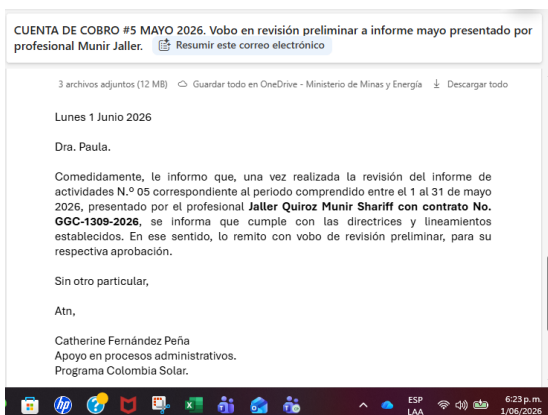 CUENTA DE COBRO #5 MAYO 2026. Vobo en revisión preliminar a informe mayo presentado por
profesional Munir Jaller. Resumir este correo electrónico
3 archivos adjuntos (12 MB) Guardar todo en OneDrive - Ministerio de Minas y Energía Descargar todo
Lunes 1 Junio 2026
Dra. Paula.
Comedidamente, le informo que, una vez realizada la revisión del informe de
actividades N.º 05 correspondiente al periodo comprendido entre el 1 al 31 de mayo
2026, presentado por el profesional Jaller Quiroz Munir Shariff con contrato No.
GGC-1309-2026, se informa que cumple con las directrices y lineamientos
establecidos. En ese sentido, lo remito con vobo de revisión preliminar, para su
respectiva aprobación.
Sin otro particular,
Atn,
Catherine Fernández Peña
Apoyo en procesos administrativos.
Programa Colombia Solar.
ESP
LAA
6:23 p. m.
1/06/2026